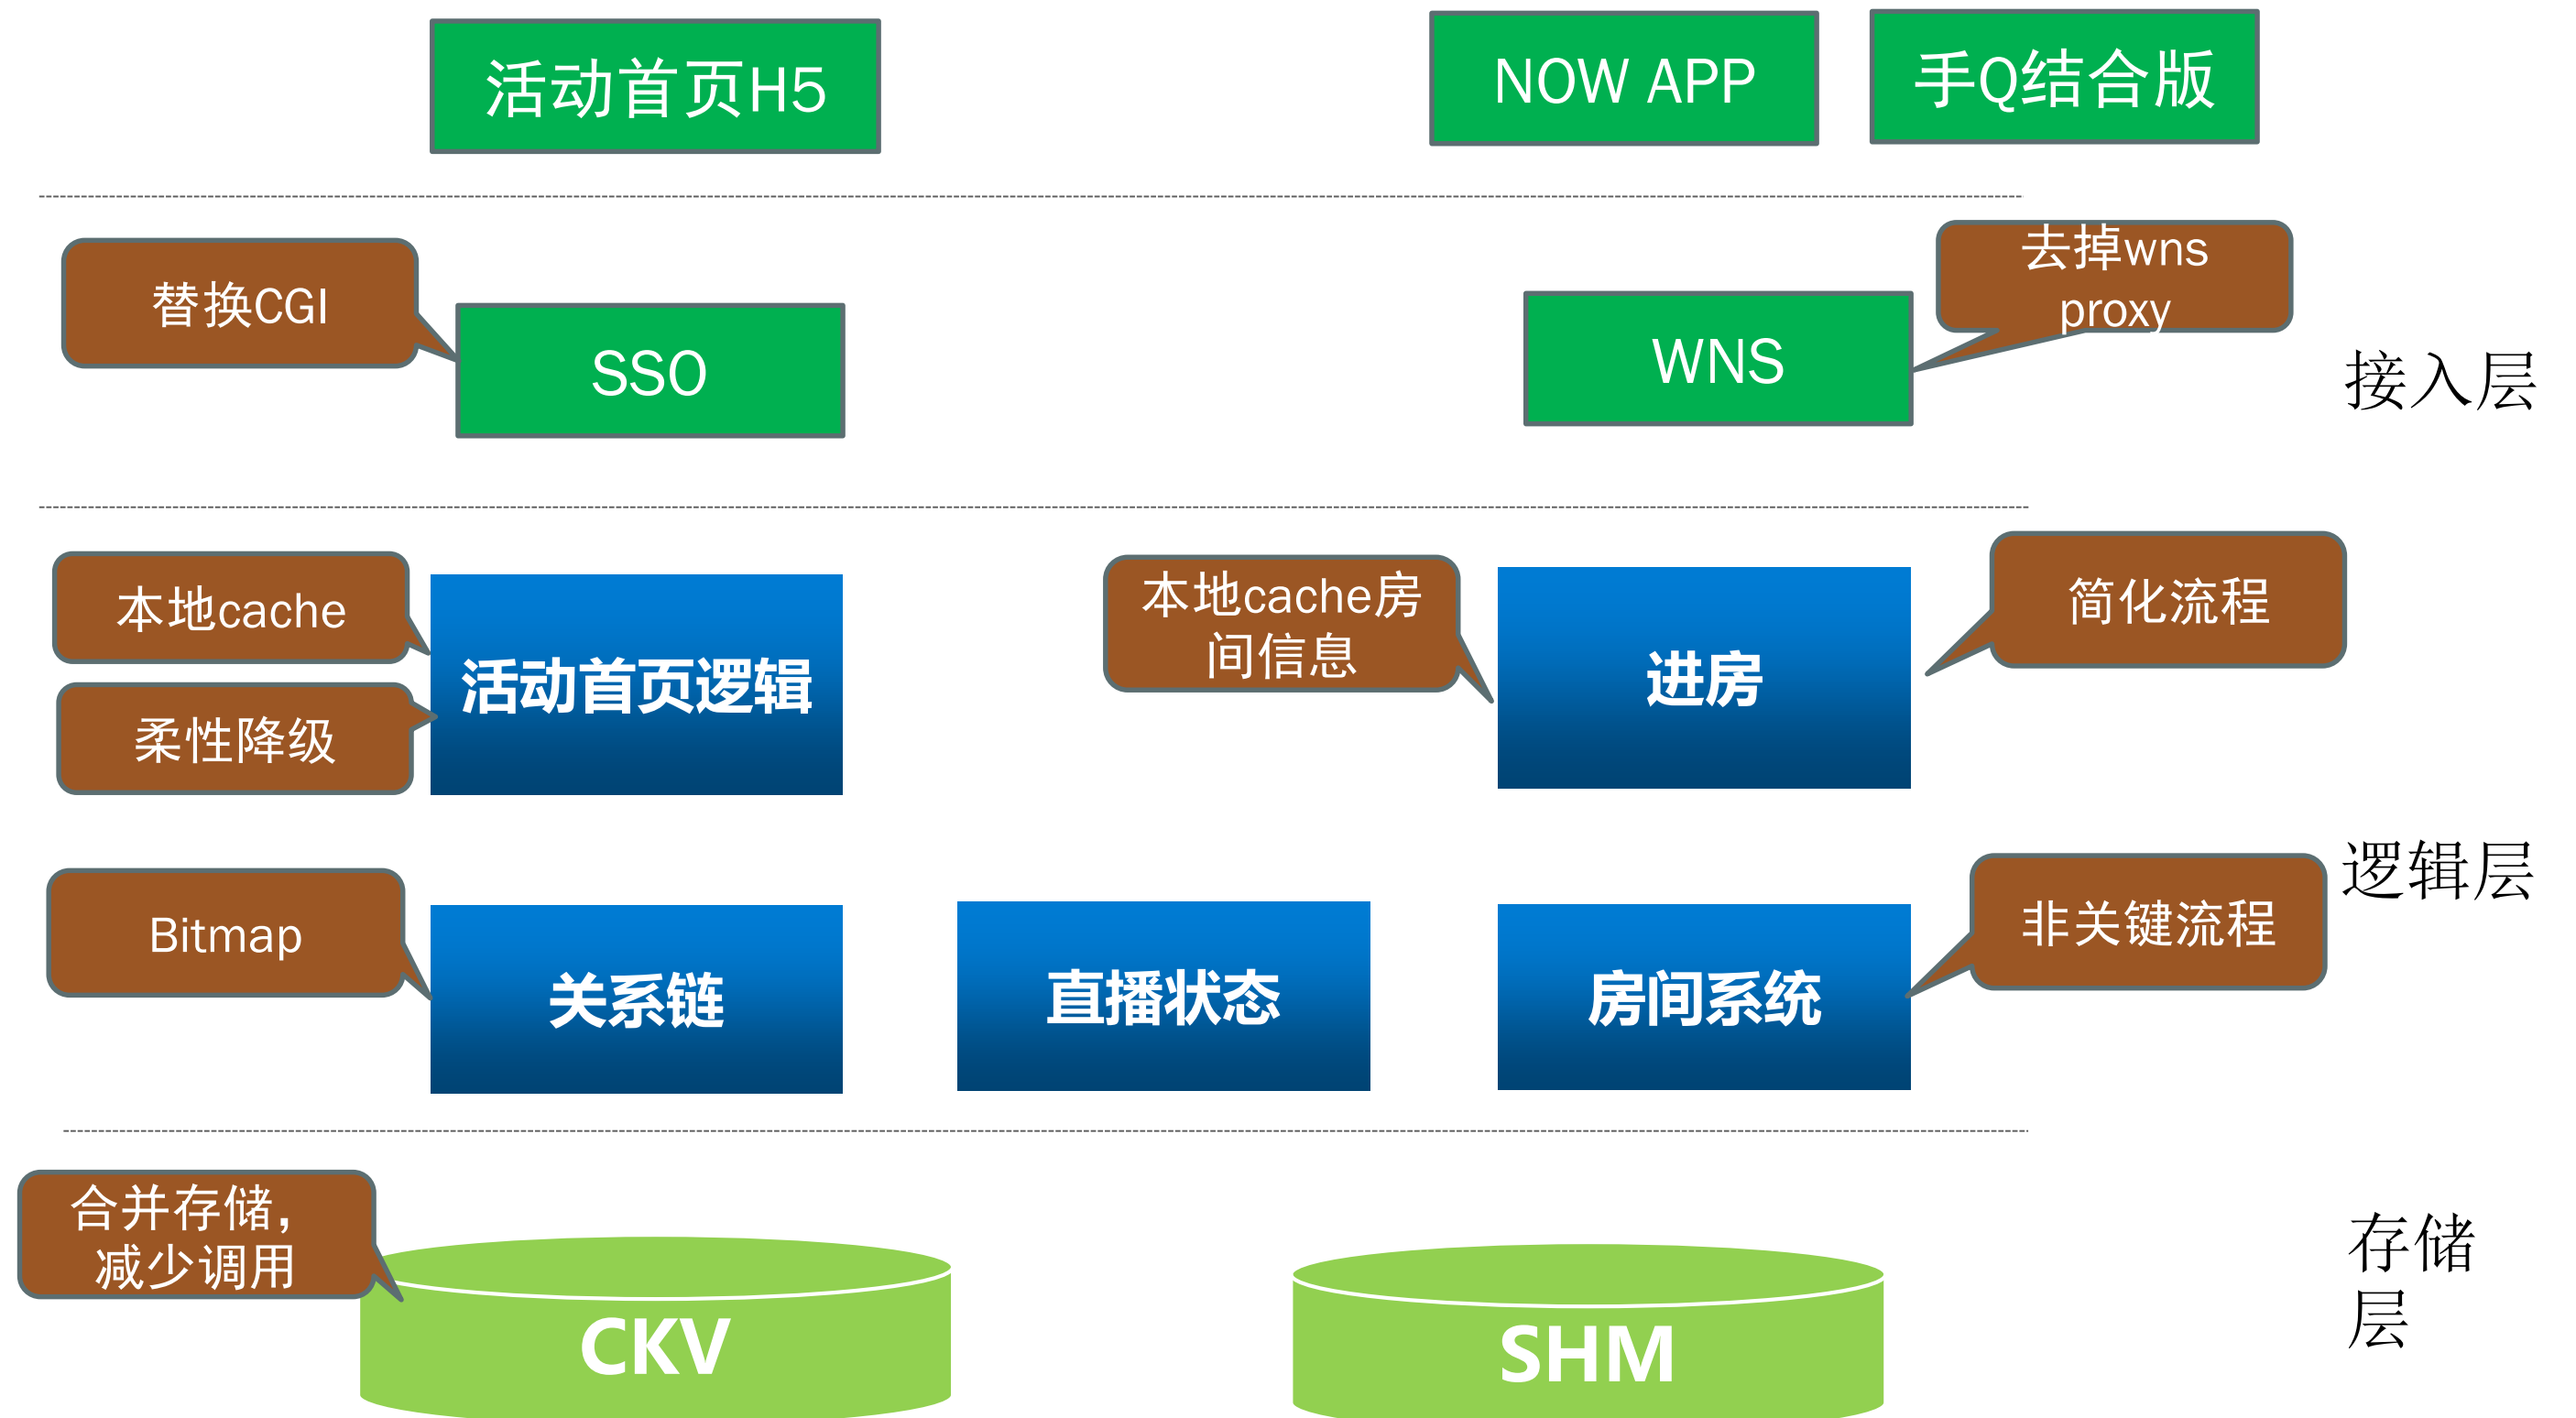 活动首页H5
NOW APP
手Q结合版
替换CGI
SSO
WNS
去掉wns
proxy
接入层
本地cache
柔性降级
活动首页逻辑
本地cache房
间信息
进房
简化流程
逻辑层
Bitmap
关系链
直播状态
房间系统
非关键流程
合并存储,
减少调用
CKV
SHM
存储
层